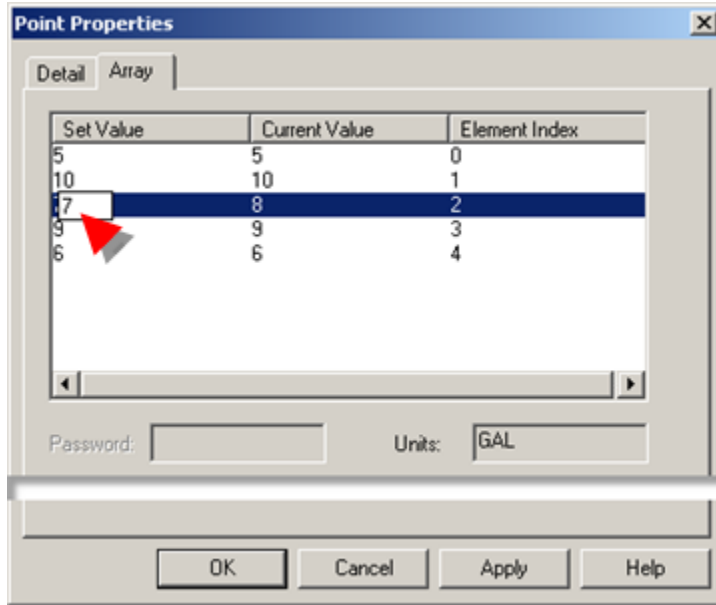 Point Properties
Detail Array
Set Value Current Value Element Index
5 5 0
10 10 1
7 8 2
9 9 3
6 6 4
Password: Units: GAL
OK Cancel Apply Help